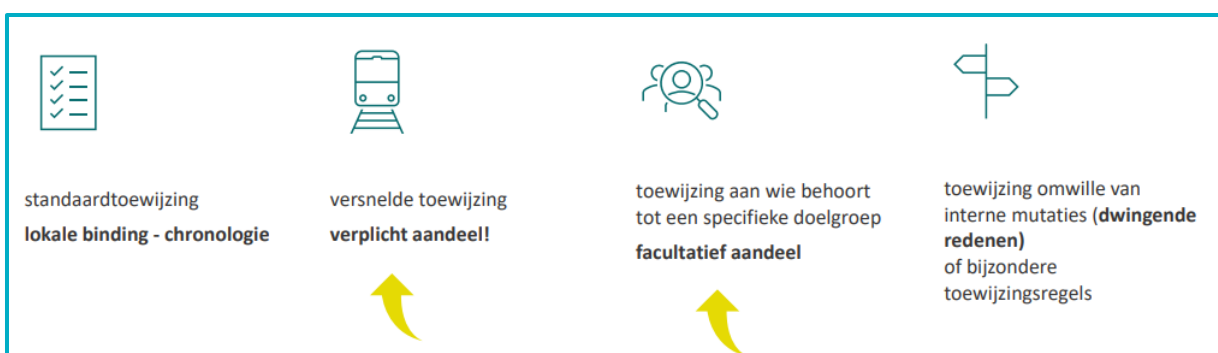 standaardtoewijzing
lokale binding - chronologie
versnelde toewijzing
verplicht aandeel!
toewijzing aan wie behoort
tot een specifieke doelgroep
facultatief aandeel
toewijzing omwille van
interne mutaties (dwingende
redenen)
of bijzondere
toewijzingsregels